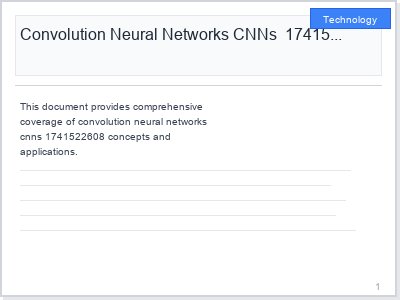 Technology
Convolution Neural Networks CNNs  17415...
This document provides comprehensive
coverage of convolution neural networks
cnns 1741522608 concepts and
applications.
1